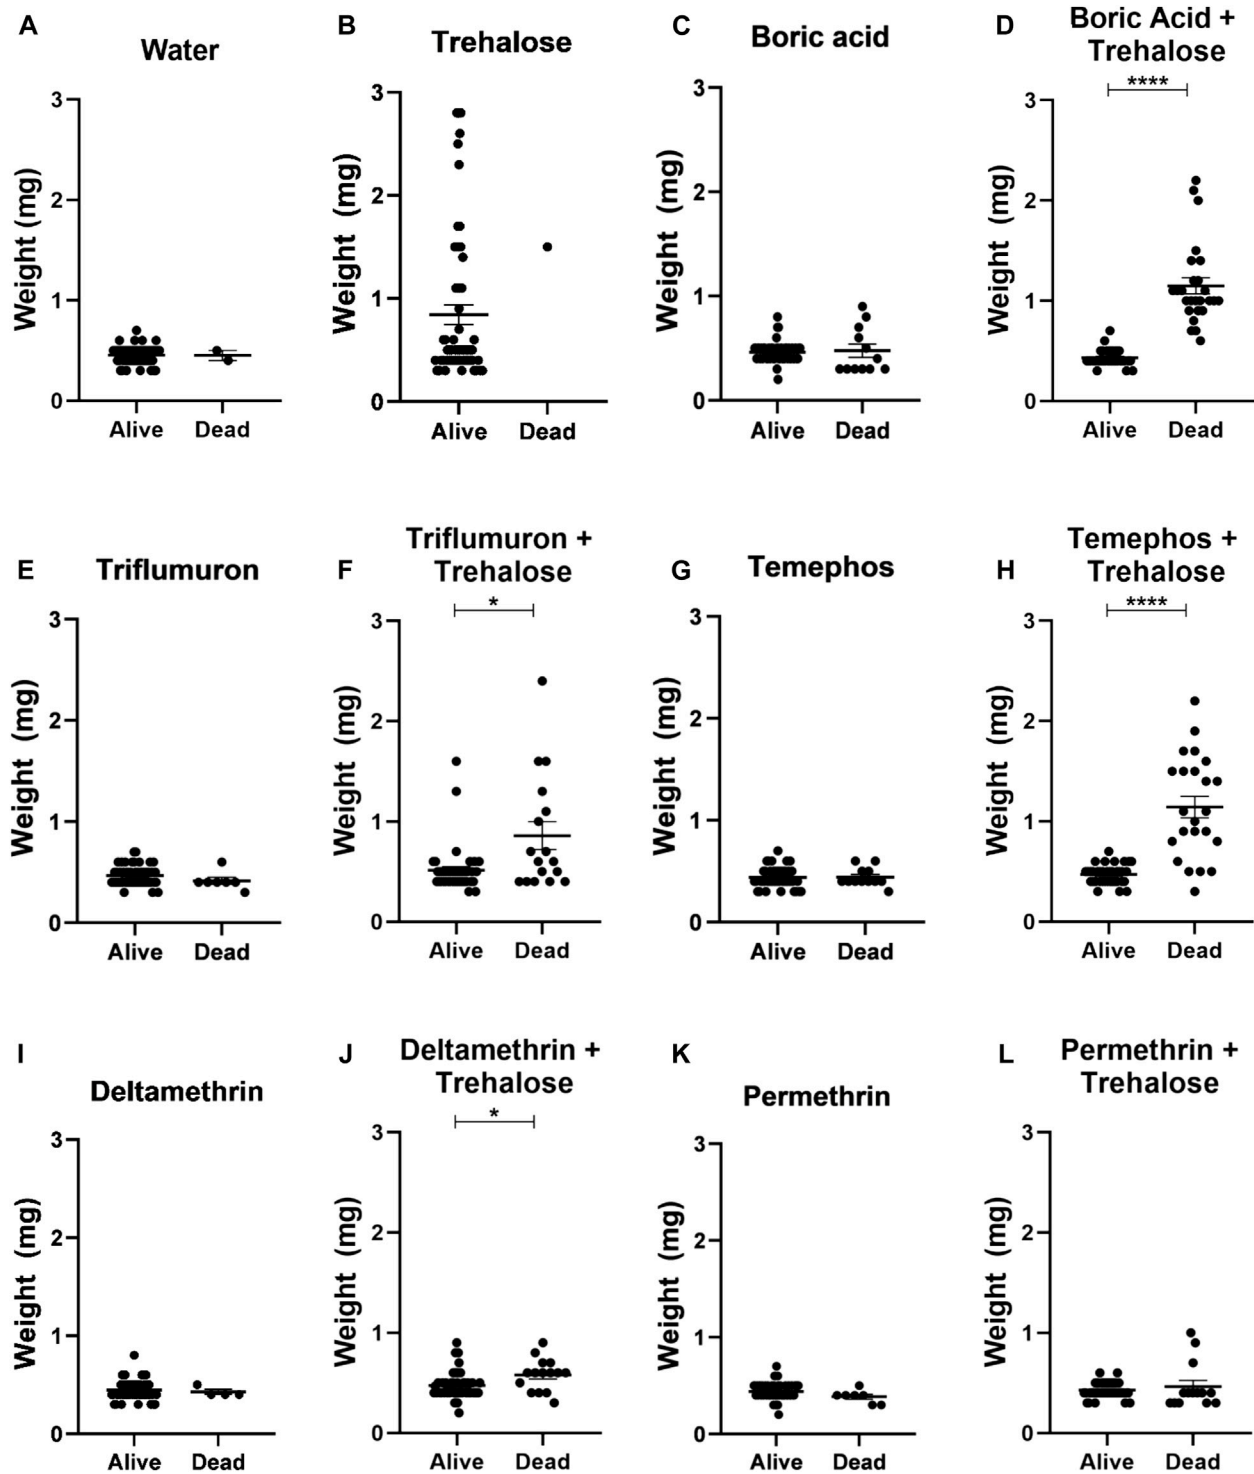 A
Water
Weight (mg)
3
2
1
0
Alive Dead
B
Trehalose
Weight (mg)
3
2
1
0
Alive Dead
C
Boric acid
Weight (mg)
3
2
1
0
Alive Dead
D
Boric Acid +
Trehalose
****
Weight (mg)
3
2
1
0
Alive Dead
E
Triflumuron
Weight (mg)
3
2
1
0
Alive Dead
F
Triflumuron +
Trehalose
*
Weight (mg)
3
2
1
0
Alive Dead
G
Temephos
Weight (mg)
3
2
1
0
Alive Dead
H
Temephos +
Trehalose
****
Weight (mg)
3
2
1
0
Alive Dead
I
Deltamethrin
Weight (mg)
3
2
1
0
Alive Dead
J
Deltamethrin +
Trehalose
*
Weight (mg)
3
2
1
0
Alive Dead
K
Permethrin
Weight (mg)
3
2
1
0
Alive Dead
L
Permethrin +
Trehalose
Weight (mg)
3
2
1
0
Alive Dead